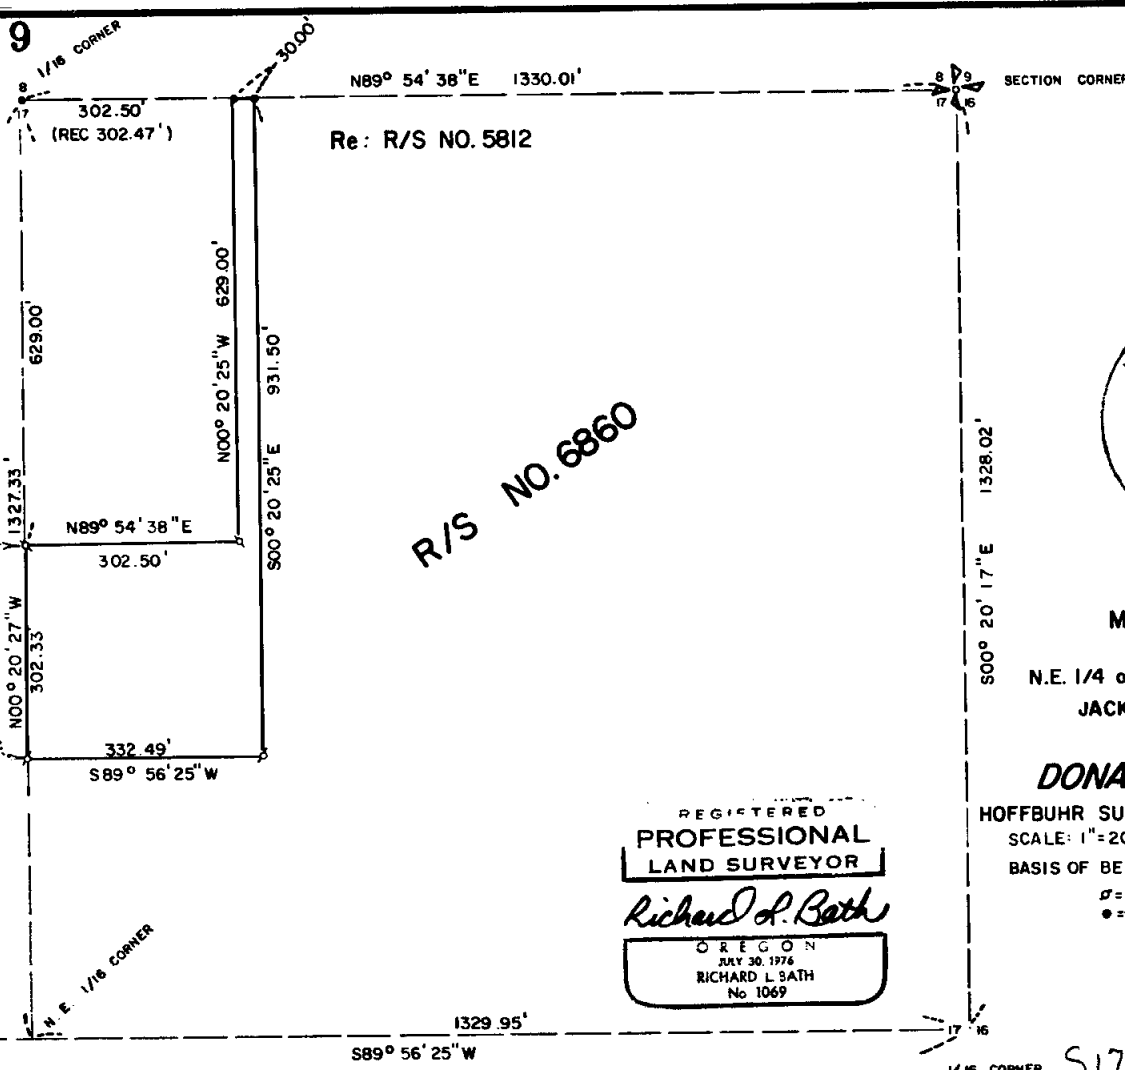 9
1/16 CORNER
30.00'
8
17
302.50'
(REC 302.47')
N89° 54' 38"E 1330.01'
8 9
17 16
SECTION CORNER
Re: R/S NO. 5812
629.00'
N00° 20' 25"W 629.00'
S00° 20' 25"E 931.50'
R/S NO. 6860
1327.33'
N00° 20' 27"W
N89° 54' 38"E
302.50'
302.33'
332.49'
S89° 56' 25"W
S00° 20' 17"E 1328.02'
M
N.E. 1/4 o
JACK
DONA
HOFFBUHR SU
SCALE: 1"=20
BASIS OF BE
ø=
●=
REGISTERED
PROFESSIONAL
LAND SURVEYOR
Richard L. Bath
OREGON
JULY 30, 1976
RICHARD L. BATH
No 1069
N.E. 1/16 CORNER
1329.95'
S89° 56' 25"W
17 16
1/16 CORNER
S17